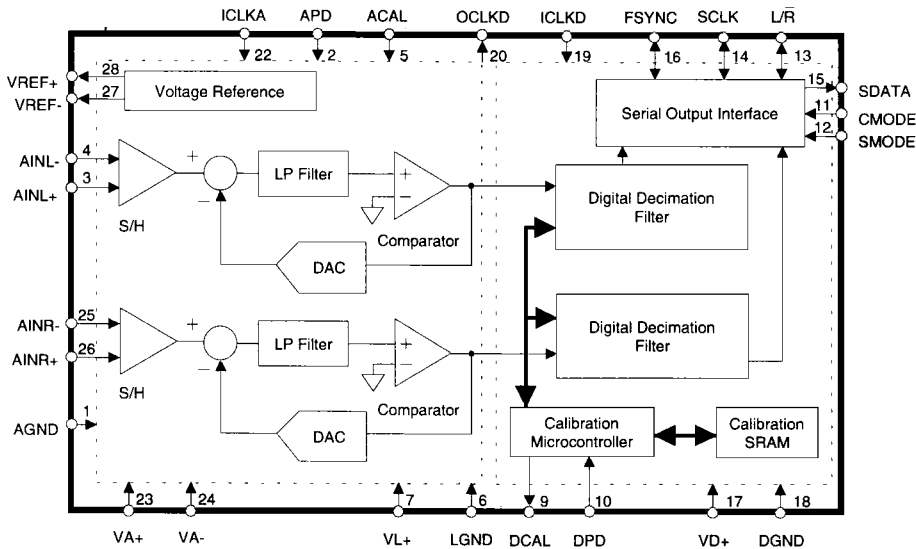 ICLKA APD ACAL OCLKD ICLKD FSYNC SCLK L/R̅
22 2 5 20 19 16 14 13
VREF+ 28
VREF- 27
Voltage Reference
Serial Output Interface
15 SDATA
11 CMODE
12 SMODE
AINL- 4
AINL+ 3
S/H
+
−
LP Filter
+
−
Comparator
DAC
Digital Decimation
Filter
AINR- 25
AINR+ 26
S/H
+
−
LP Filter
+
−
Comparator
DAC
Digital Decimation
Filter
AGND 1
Calibration
Microcontroller
Calibration
SRAM
23 24 7 6 9 10 17 18
VA+ VA- VL+ LGND DCAL DPD VD+ DGND